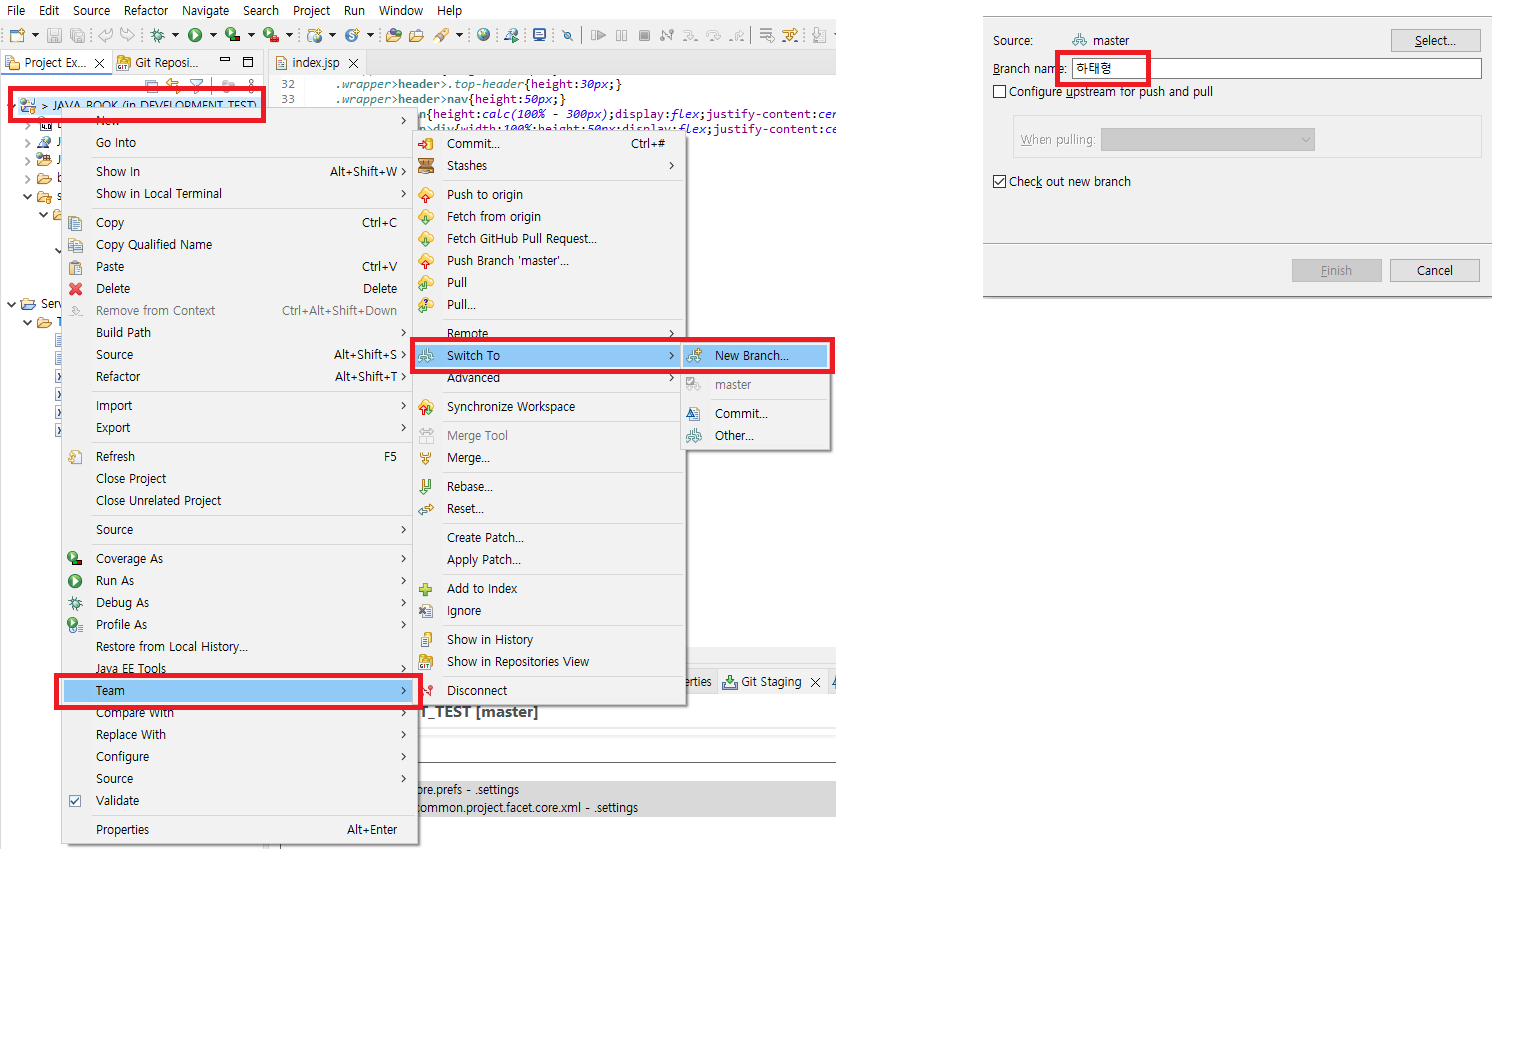 File Edit Source Refactor Navigate Search Project Run Window Help
Project Ex... Git Reposi... index.jsp
32 .wrapper>header>.top-header{height:30px;}
33 .wrapper>header>nav{height:50px;}
> JAVA_BOOK (in DEVELOPMENT_TEST)
n{height:calc(100% - 300px);display:flex;justify-content:cen
>div{width:100%;height:50px;display:flex;justify-content:ce
Serv
New
Go Into
Show In Alt+Shift+W >
Show in Local Terminal
Copy Ctrl+C
Copy Qualified Name
Paste Ctrl+V
Delete Delete
Remove from Context Ctrl+Alt+Shift+Down
Build Path
Source Alt+Shift+S >
Refactor Alt+Shift+T >
Import
Export
Refresh F5
Close Project
Close Unrelated Project
Source
Coverage As
Run As
Debug As
Profile As
Restore from Local History...
Java EE Tools
Team
Compare With
Replace With
Configure
Source
Validate
Properties Alt+Enter
Commit... Ctrl+#
Stashes
Push to origin
Fetch from origin
Fetch GitHub Pull Request...
Push Branch 'master'...
Pull
Pull...
Remote
Switch To
Advanced
Synchronize Workspace
Merge Tool
Merge...
Rebase...
Reset...
Create Patch...
Apply Patch...
Add to Index
Ignore
Show in History
Show in Repositories View
Disconnect
New Branch...
master
Commit...
Other...
erties Git Staging
T_TEST [master]
ore.prefs - .settings
common.project.facet.core.xml - .settings
Source: master Select...
Branch name: 하태형
Configure upstream for push and pull
When pulling:
Check out new branch
Finish Cancel